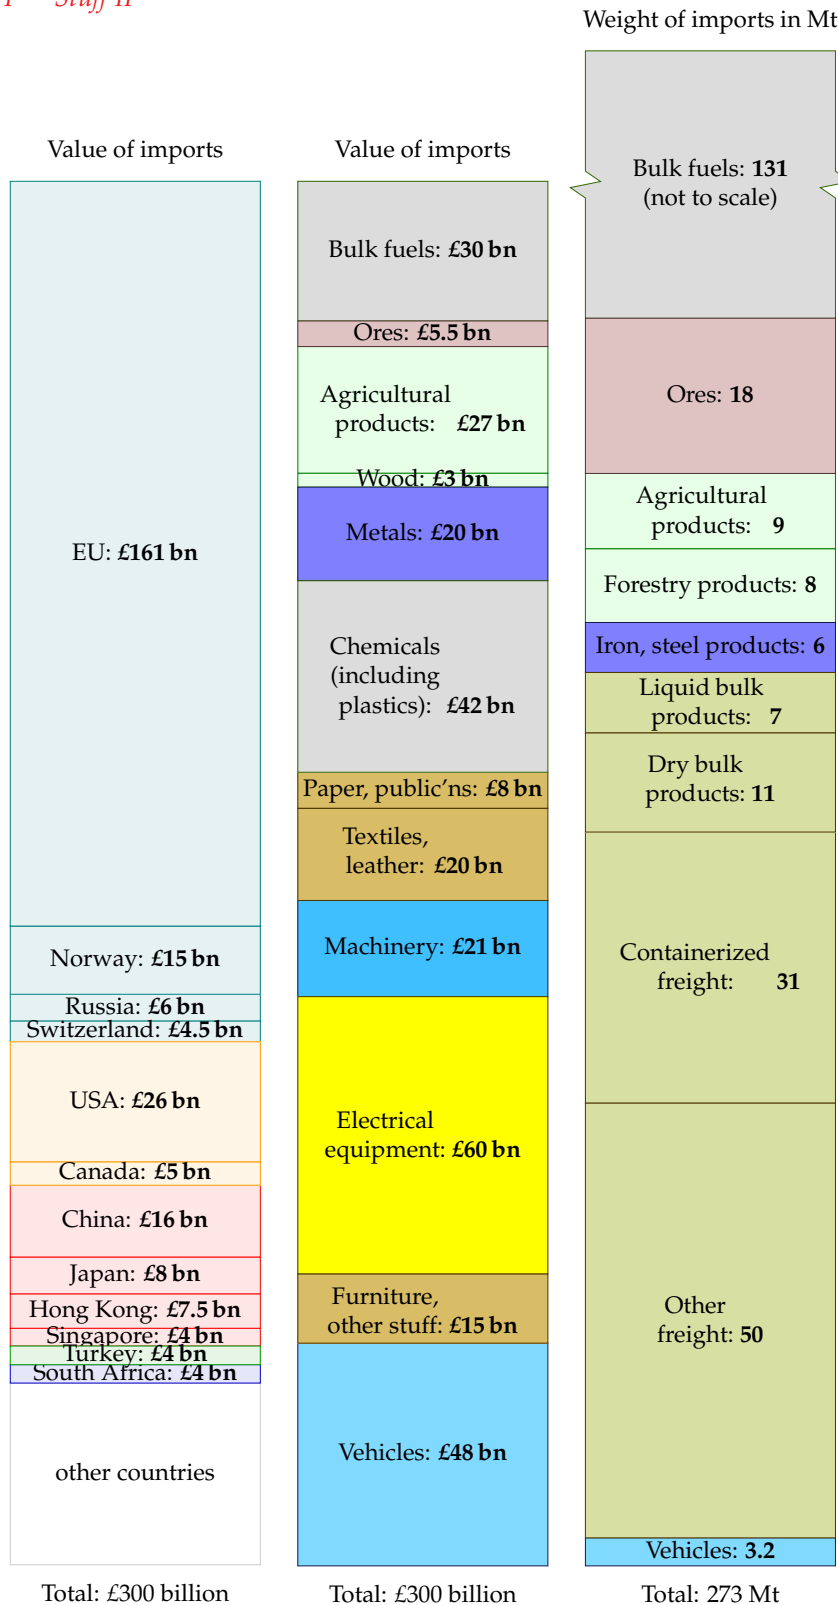 Stuff II
Value of imports
EU: £161 bn
Norway: £15 bn
Russia: £6 bn
Switzerland: £4.5 bn
USA: £26 bn
Canada: £5 bn
China: £16 bn
Japan: £8 bn
Hong Kong: £7.5 bn
Singapore: £4 bn
Turkey: £4 bn
South Africa: £4 bn
other countries
Total: £300 billion
Value of imports
Bulk fuels: £30 bn
Ores: £5.5 bn
Agricultural
products: £27 bn
Wood: £3 bn
Metals: £20 bn
Chemicals
(including
plastics): £42 bn
Paper, public'ns: £8 bn
Textiles,
leather: £20 bn
Machinery: £21 bn
Electrical
equipment: £60 bn
Furniture,
other stuff: £15 bn
Vehicles: £48 bn
Total: £300 billion
Weight of imports in Mt
Bulk fuels: 131
(not to scale)
Ores: 18
Agricultural
products: 9
Forestry products: 8
Iron, steel products: 6
Liquid bulk
products: 7
Dry bulk
products: 11
Containerized
freight: 31
Other
freight: 50
Vehicles: 3.2
Total: 273 Mt